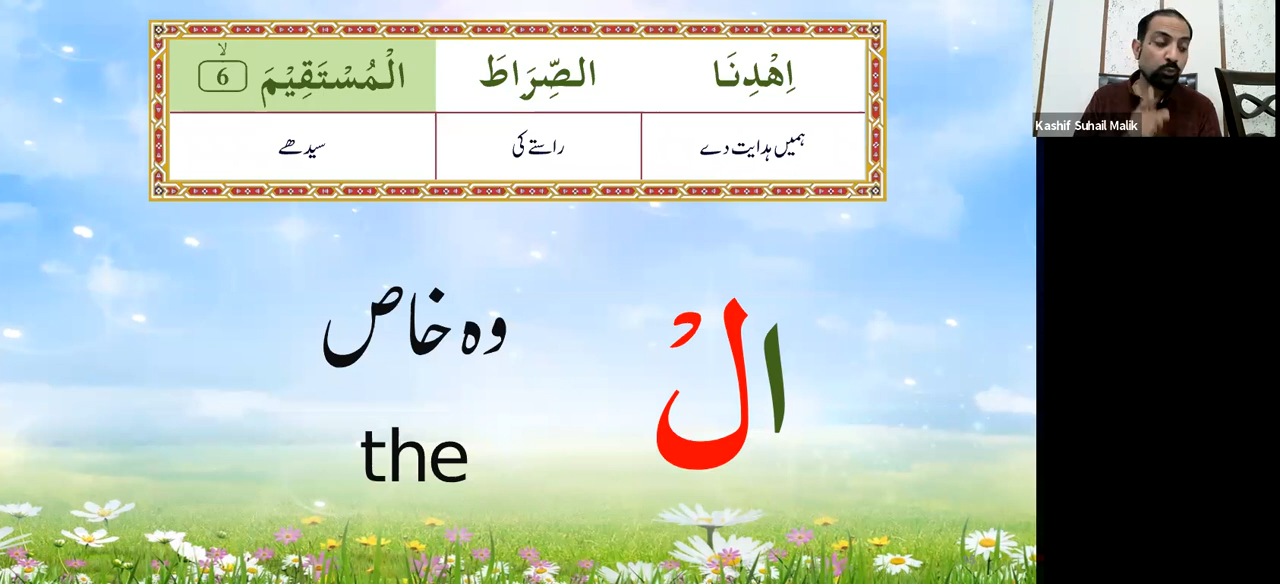 اِهْدِنَا الصِّرَاطَ الْمُسْتَقِيْمَ ۙ 6
ہمیں ہدایت دے راستے کی سیدھے
الْ وہ خاص
the
Kashif Suhail Malik